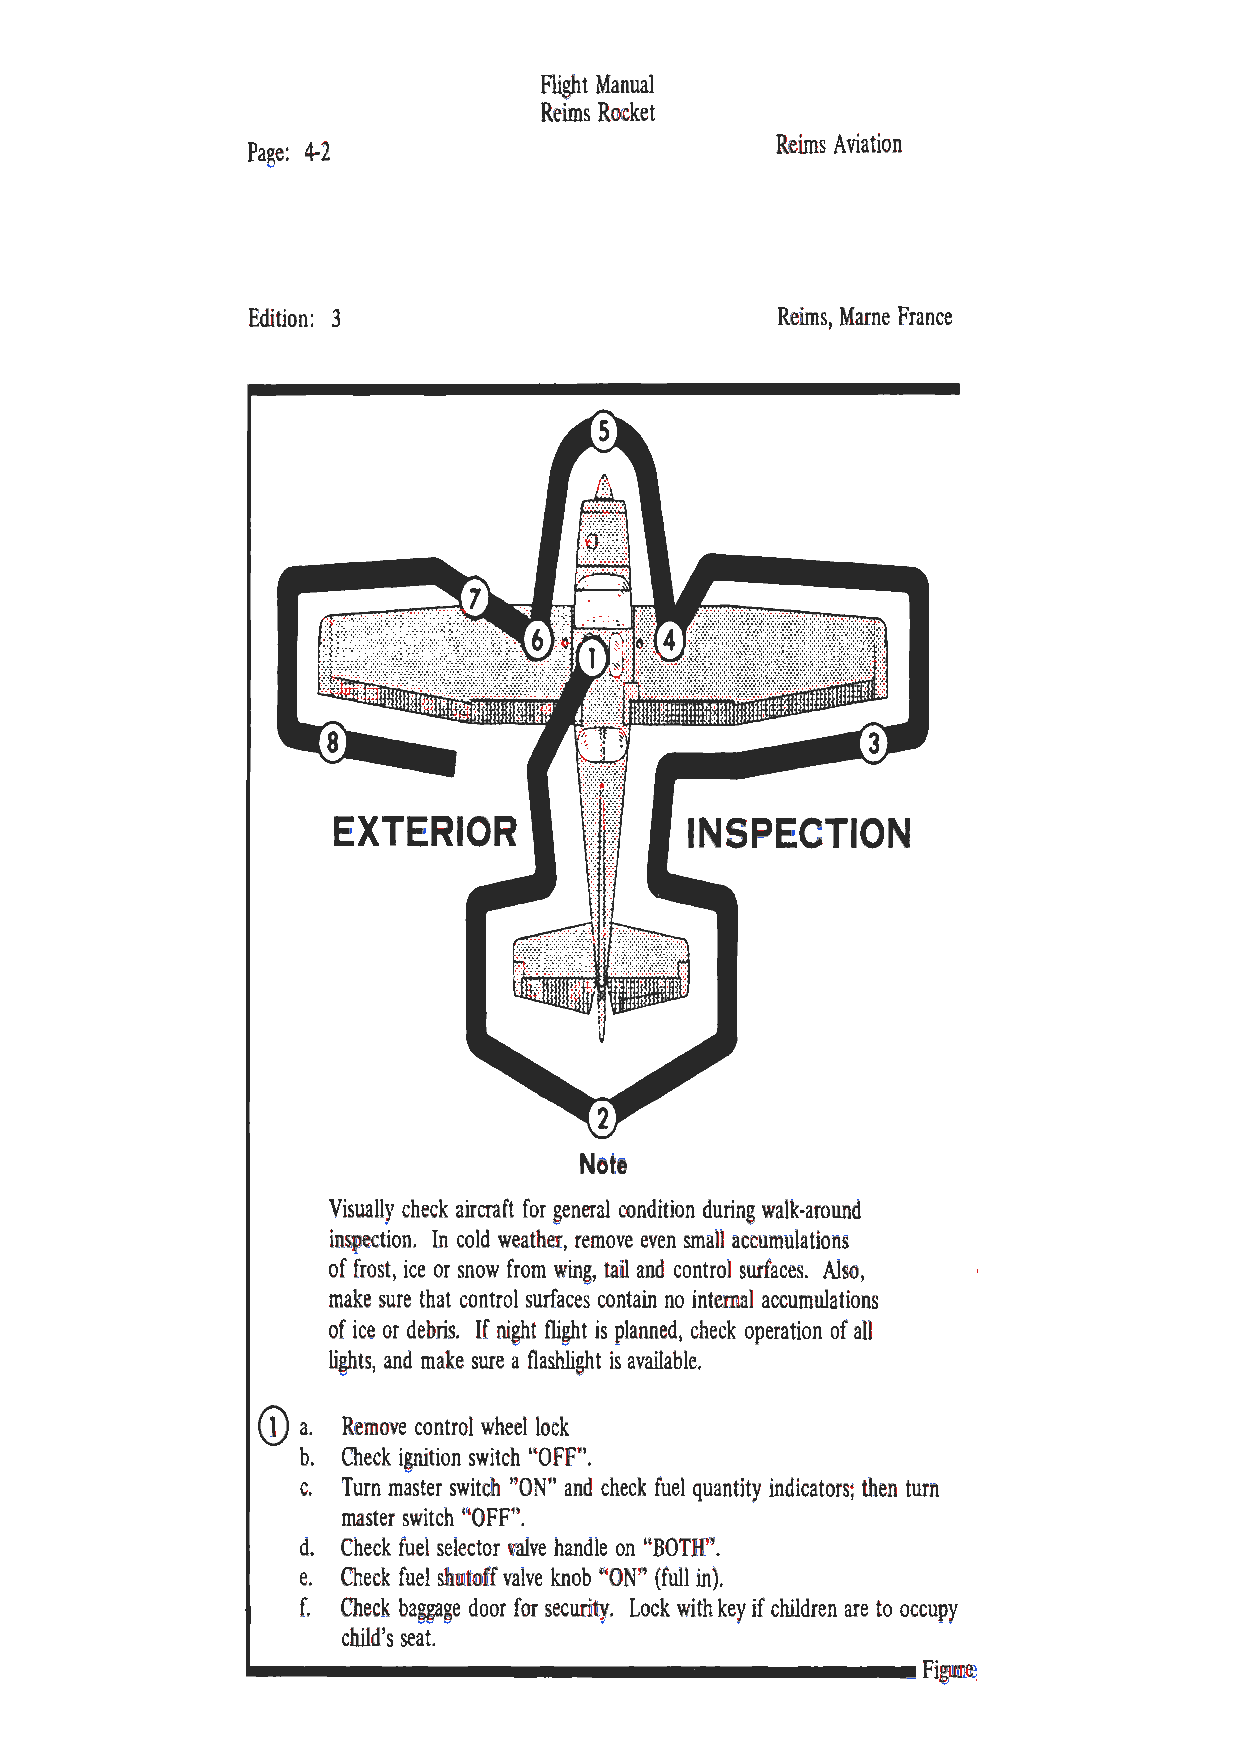 Flight Manual
Reims Rocket
Page: 4-2
Reims Aviation
Edition: 3
Reims, Marne France
5
7
6
4
1
8
3
EXTERIOR INSPECTION
2
Note
Visually check aircraft for general condition during walk-around
inspection. In cold weather, remove even small accumulations
of frost, ice or snow from wing, tail and control surfaces. Also,
make sure that control surfaces contain no internal accumulations
of ice or debris. If night flight is planned, check operation of all
lights, and make sure a flashlight is available.
1 a. Remove control wheel lock
b. Check ignition switch “OFF”.
c. Turn master switch ”ON” and check fuel quantity indicators; then turn
master switch “OFF”.
d. Check fuel selector valve handle on “BOTH”.
e. Check fuel shutoff valve knob “ON” (full in).
f. Check baggage door for security. Lock with key if children are to occupy
child’s seat.
Figure